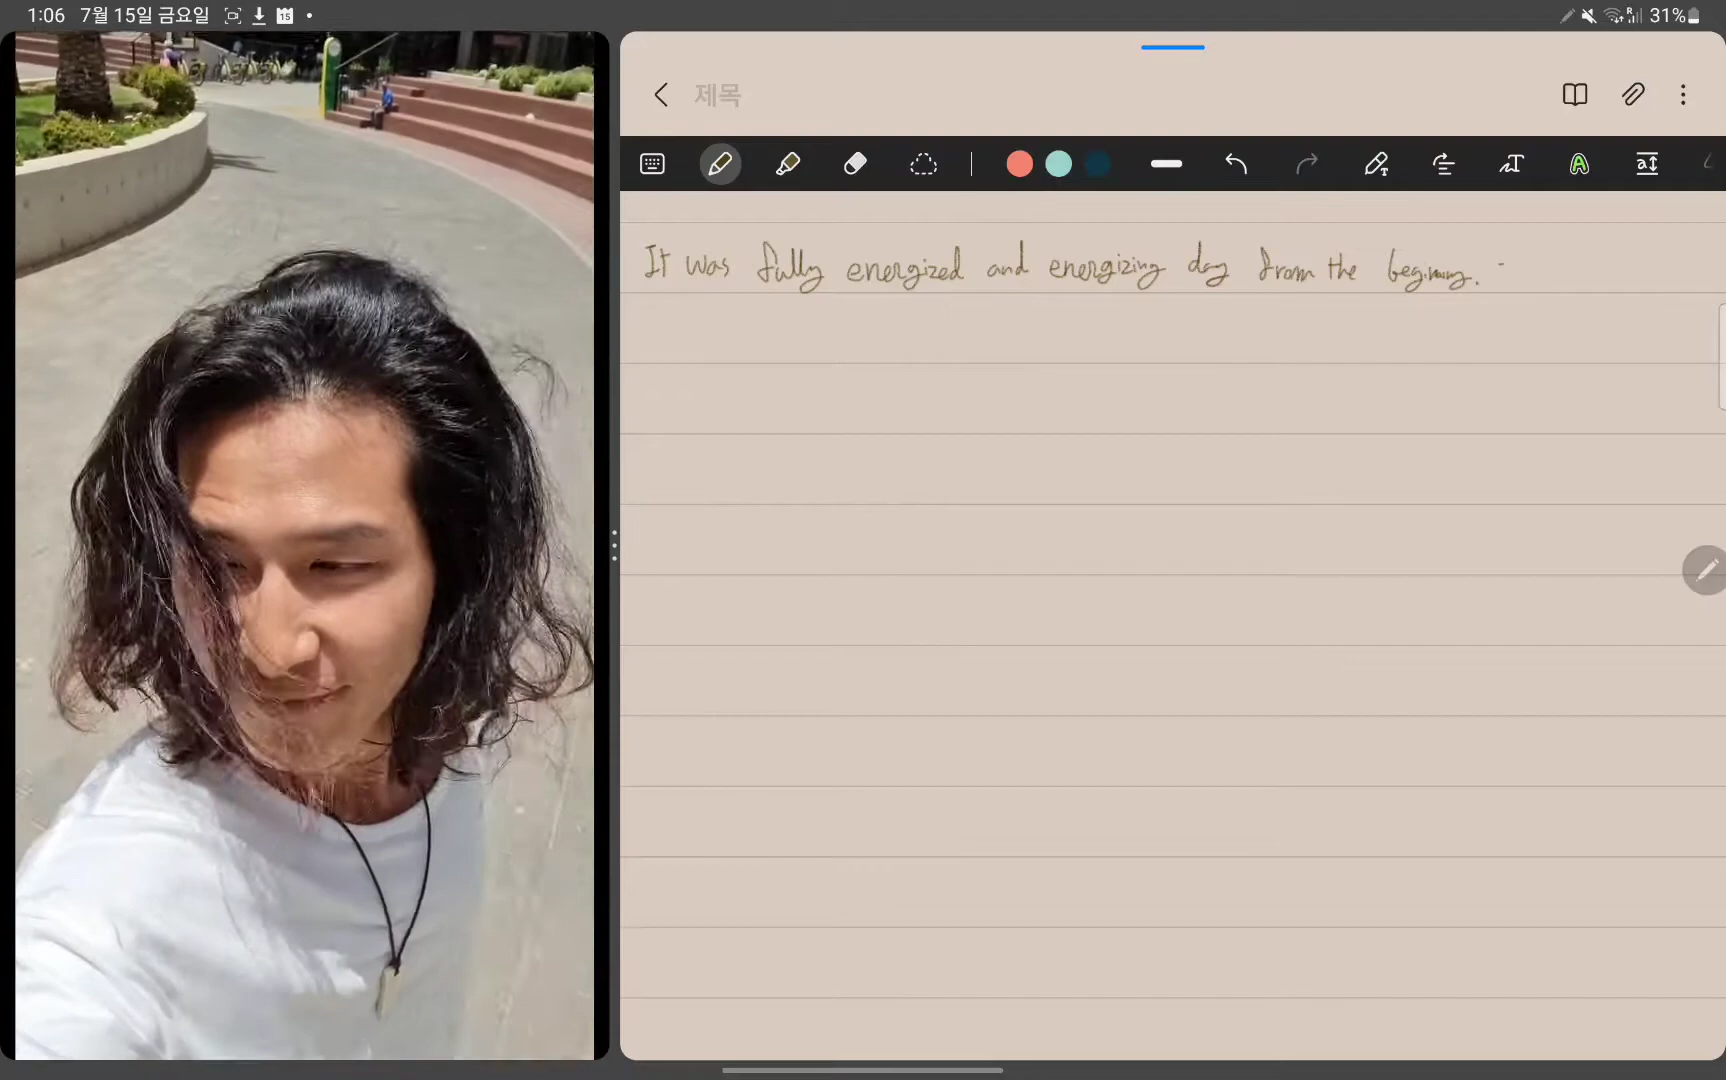 1:06 7월 15일 금요일 15 31%
제목
It was fully energized and energizing day from the beginning.